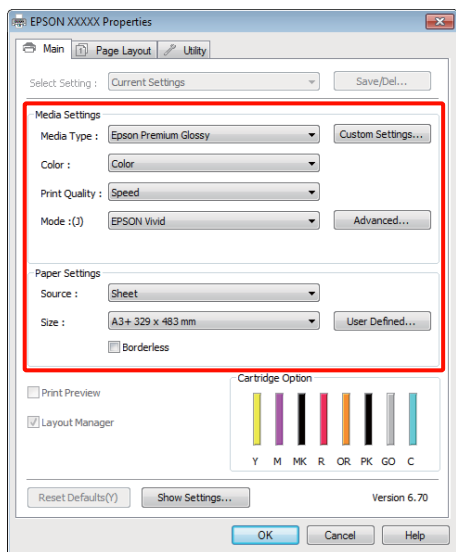 EPSON XXXXX Properties
Main Page Layout Utility
Select Setting : Current Settings Save/Del...
Media Settings
Media Type : Epson Premium Glossy Custom Settings...
Color : Color
Print Quality : Speed
Mode :(J) EPSON Vivid Advanced...
Paper Settings
Source : Sheet
Size : A3+ 329 x 483 mm User Defined...
Borderless
Cartridge Option
Print Preview
Layout Manager
Y M MK R OR PK GO C
Reset Defaults(Y) Show Settings... Version 6.70
OK Cancel Help